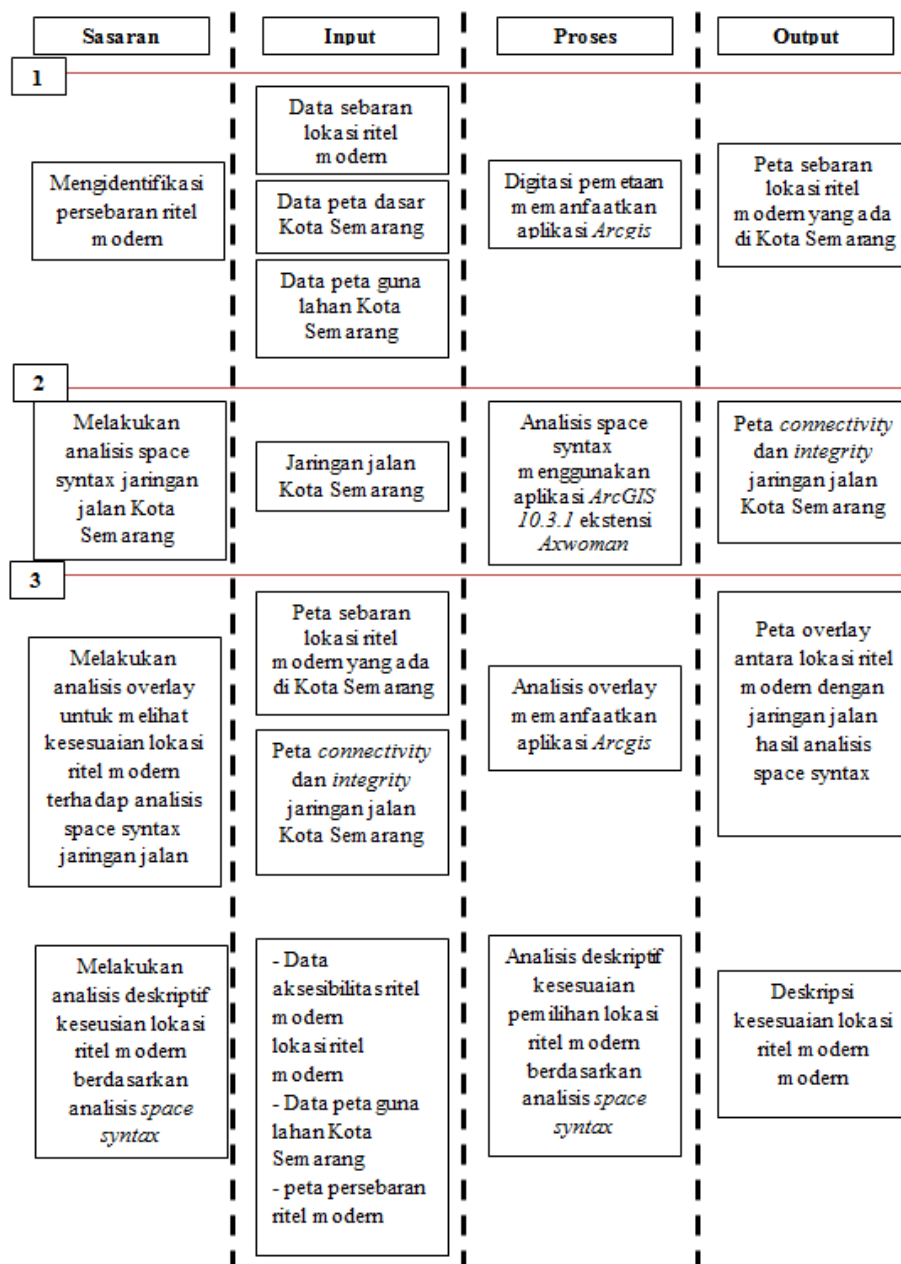 Sasaran
Input
Proses
Output
1
Mengidentifikasi
persebaran ritel
modern
Data sebaran
lokasi ritel
modern
Data peta dasar
Kota Semarang
Data peta guna
lahan Kota
Semarang
Digitasi pemetaan
memanfaatkan
aplikasi Arcgis
Peta sebaran
lokasi ritel
modern yang ada
di Kota Semarang
2
Melakukan
analisis space
syntax jaringan
jalan Kota
Semarang
Jaringan jalan
Kota Semarang
Analisis space
syntax
menggunakan
aplikasi ArcGIS
10.3.1 ekstensi
Axwoman
Peta connectivity
dan integrity
jaringan jalan
Kota Semarang
3
Melakukan
analisis overlay
untuk melihat
kesesuaian lokasi
ritel modern
terhadap analisis
space syntax
jaringan jalan
Peta sebaran
lokasi ritel
modern yang ada
di Kota Semarang
Peta connectivity
dan integrity
jaringan jalan
Kota Semarang
Analisis overlay
memanfaatkan
aplikasi Arcgis
Peta overlay
antara lokasi ritel
modern dengan
jaringan jalan
hasil analisis
space syntax
Melakukan
analisis deskriptif
keseusian lokasi
ritel modern
berdasarkan
analisis space
syntax
- Data
aksesibilitas ritel
modern
lokasi ritel
modern
- Data peta guna
lahan Kota
Semarang
- peta persebaran
ritel modern
Analisis deskriptif
kesesuaian
pemilihan lokasi
ritel modern
berdasarkan
analisis space
syntax
Deskripsi
kesesuaian lokasi
ritel modern
modern